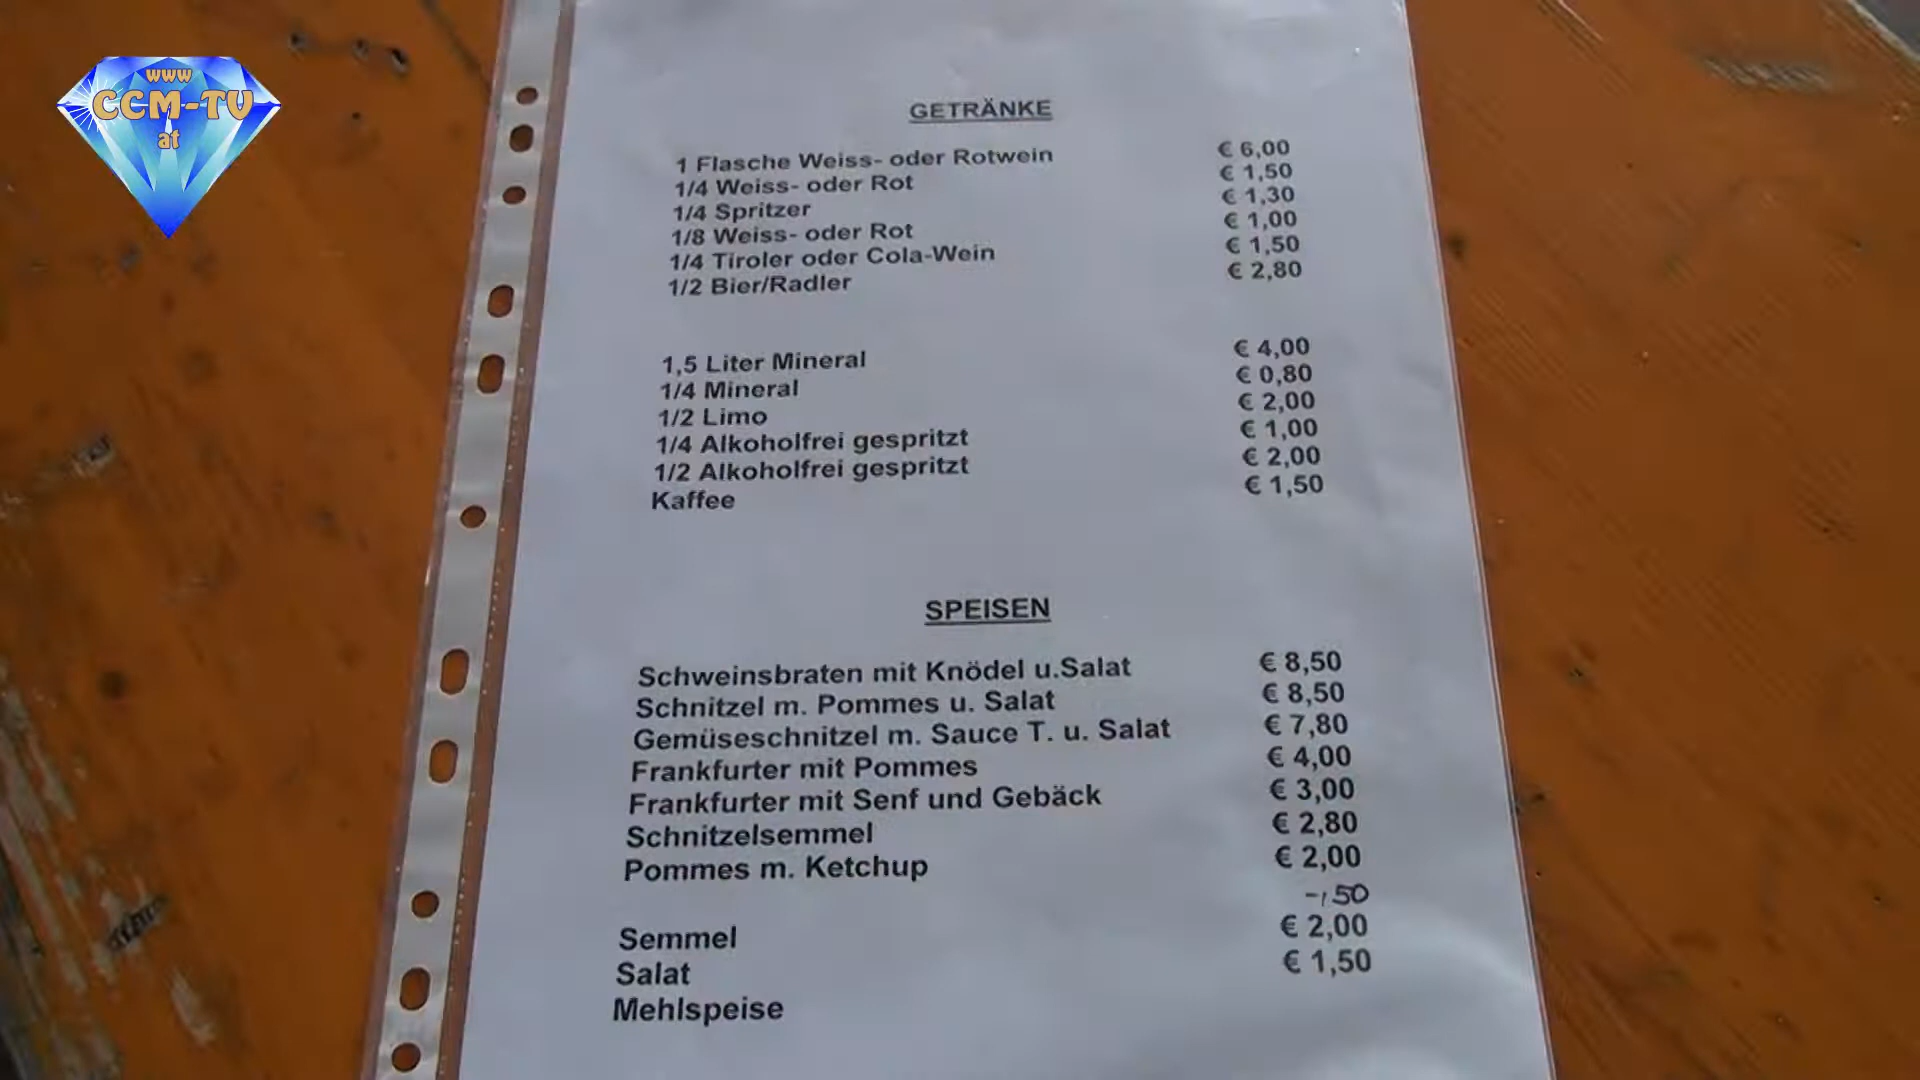 www
CCM-TV
at
GETRÄNKE
1 Flasche Weiss- oder Rotwein € 6,00
1/4 Weiss- oder Rot € 1,50
1/4 Spritzer € 1,30
1/8 Weiss- oder Rot € 1,00
1/4 Tiroler oder Cola-Wein € 1,50
1/2 Bier/Radler € 2,80
1,5 Liter Mineral € 4,00
1/4 Mineral € 0,80
1/2 Limo € 2,00
1/4 Alkoholfrei gespritzt € 1,00
1/2 Alkoholfrei gespritzt € 2,00
Kaffee € 1,50
SPEISEN
Schweinsbraten mit Knödel u.Salat € 8,50
Schnitzel m. Pommes u. Salat € 8,50
Gemüseschnitzel m. Sauce T. u. Salat € 7,80
Frankfurter mit Pommes € 4,00
Frankfurter mit Senf und Gebäck € 3,00
Schnitzelsemmel € 2,80
Pommes m. Ketchup € 2,00
Semmel -,50
Salat € 2,00
Mehlspeise € 1,50